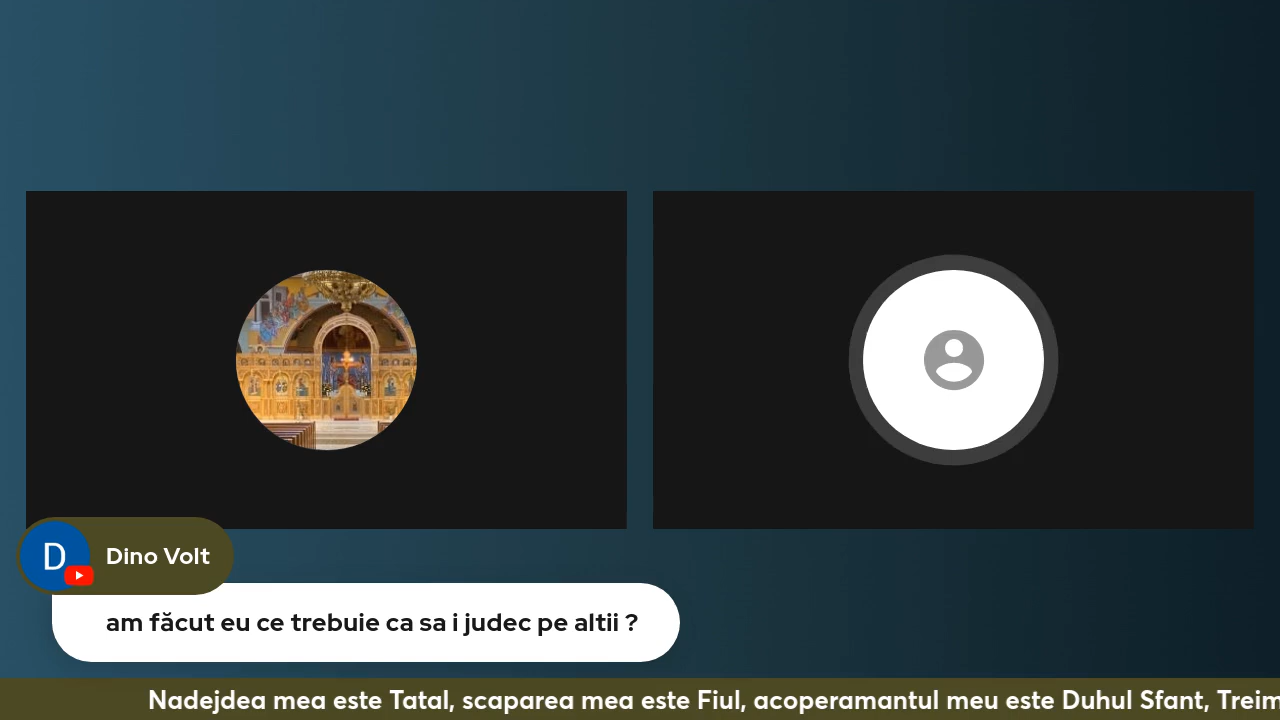 D
Dino Volt
am făcut eu ce trebuie ca sa i judec pe altii ?
Nadejdea mea este Tatal, scaparea mea este Fiul, acoperamantul meu este Duhul Sfant, Treim